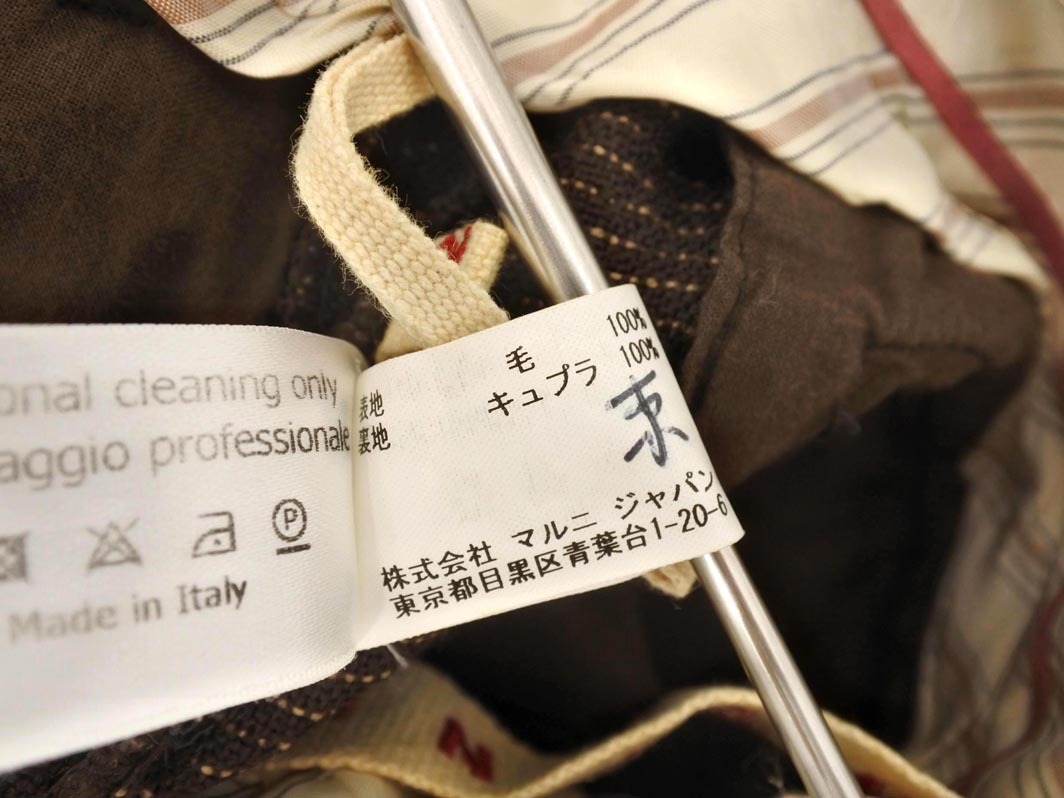 onal cleaning only
aggio professionale
P
Made in Italy
表地 毛 100%
裏地 キュプラ 100%
株式会社 マルニ ジャパン
東京都目黒区青葉台1-20-6
N